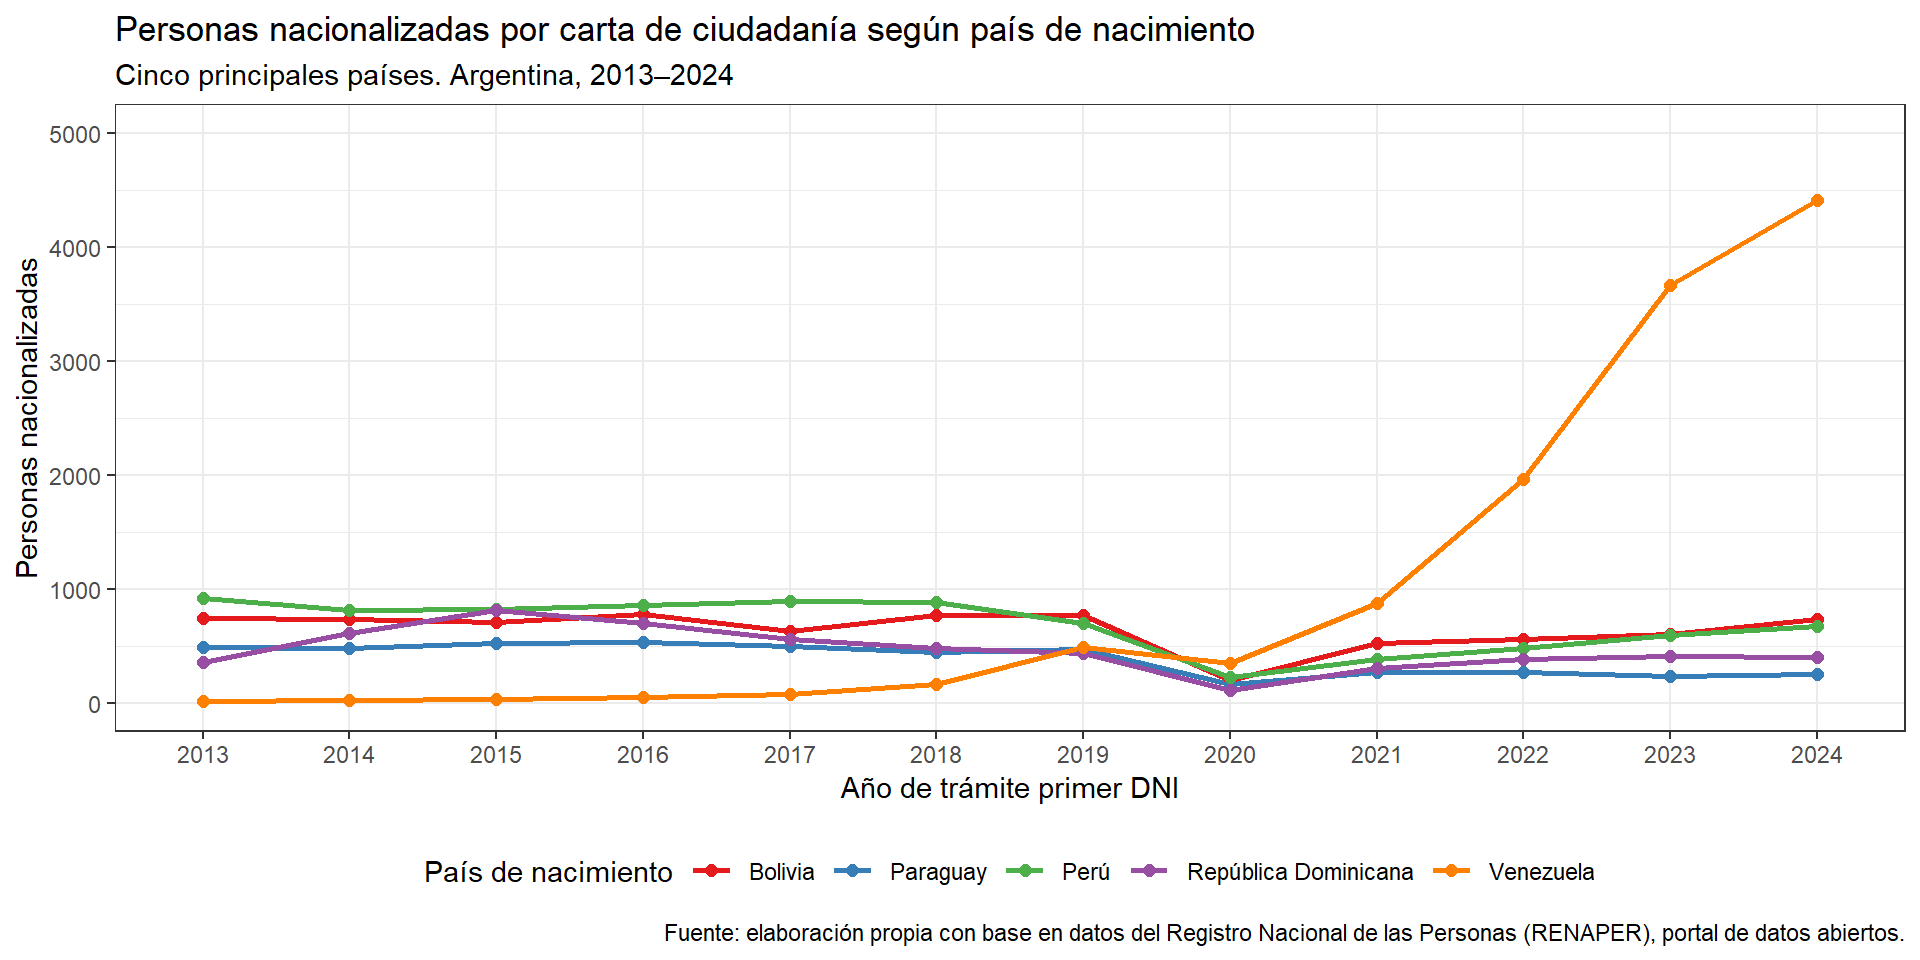 Personas nacionalizadas por carta de ciudadanía según país de nacimiento
Cinco principales países. Argentina, 2013–2024
Personas nacionalizadas
5000
4000
3000
2000
1000
0
2013 2014 2015 2016 2017 2018 2019 2020 2021 2022 2023 2024
Año de trámite primer DNI
País de nacimiento Bolivia Paraguay Perú República Dominicana Venezuela
Fuente: elaboración propia con base en datos del Registro Nacional de las Personas (RENAPER), portal de datos abiertos.